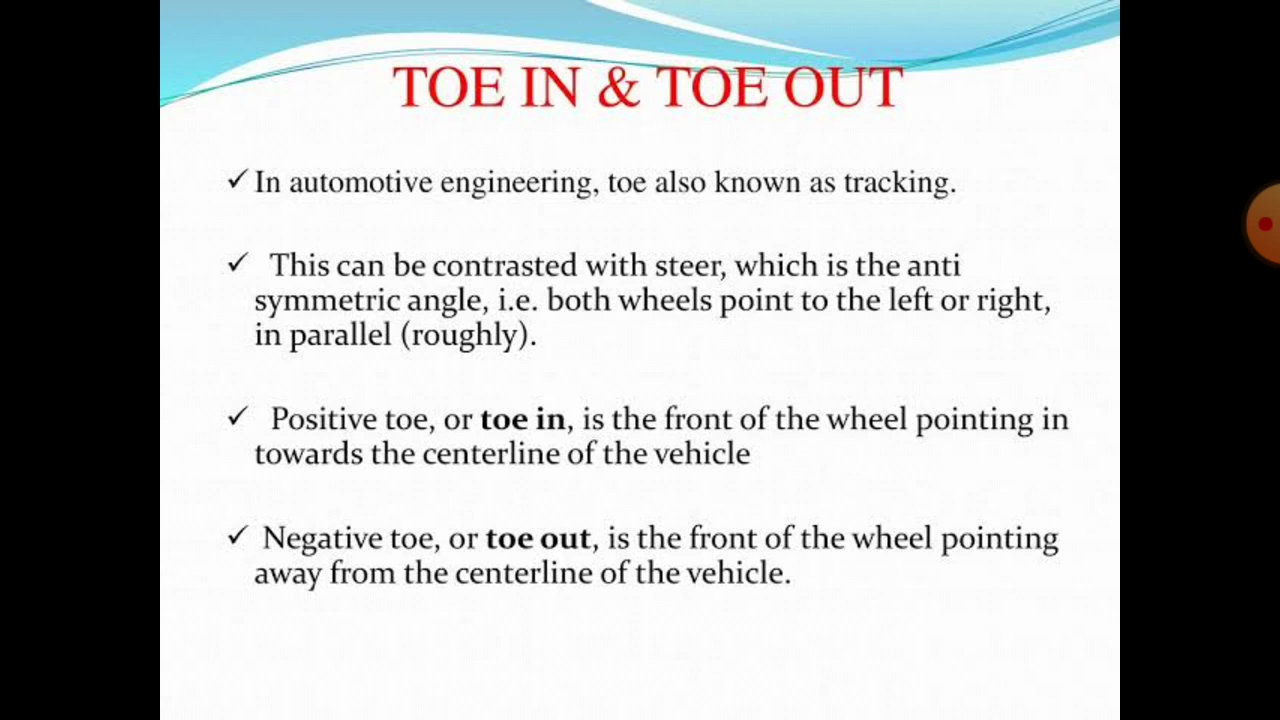 TOE IN & TOE OUT
✓ In automotive engineering, toe also known as tracking.
✓ This can be contrasted with steer, which is the anti
symmetric angle, i.e. both wheels point to the left or right,
in parallel (roughly).
✓ Positive toe, or toe in, is the front of the wheel pointing in
towards the centerline of the vehicle
✓ Negative toe, or toe out, is the front of the wheel pointing
away from the centerline of the vehicle.